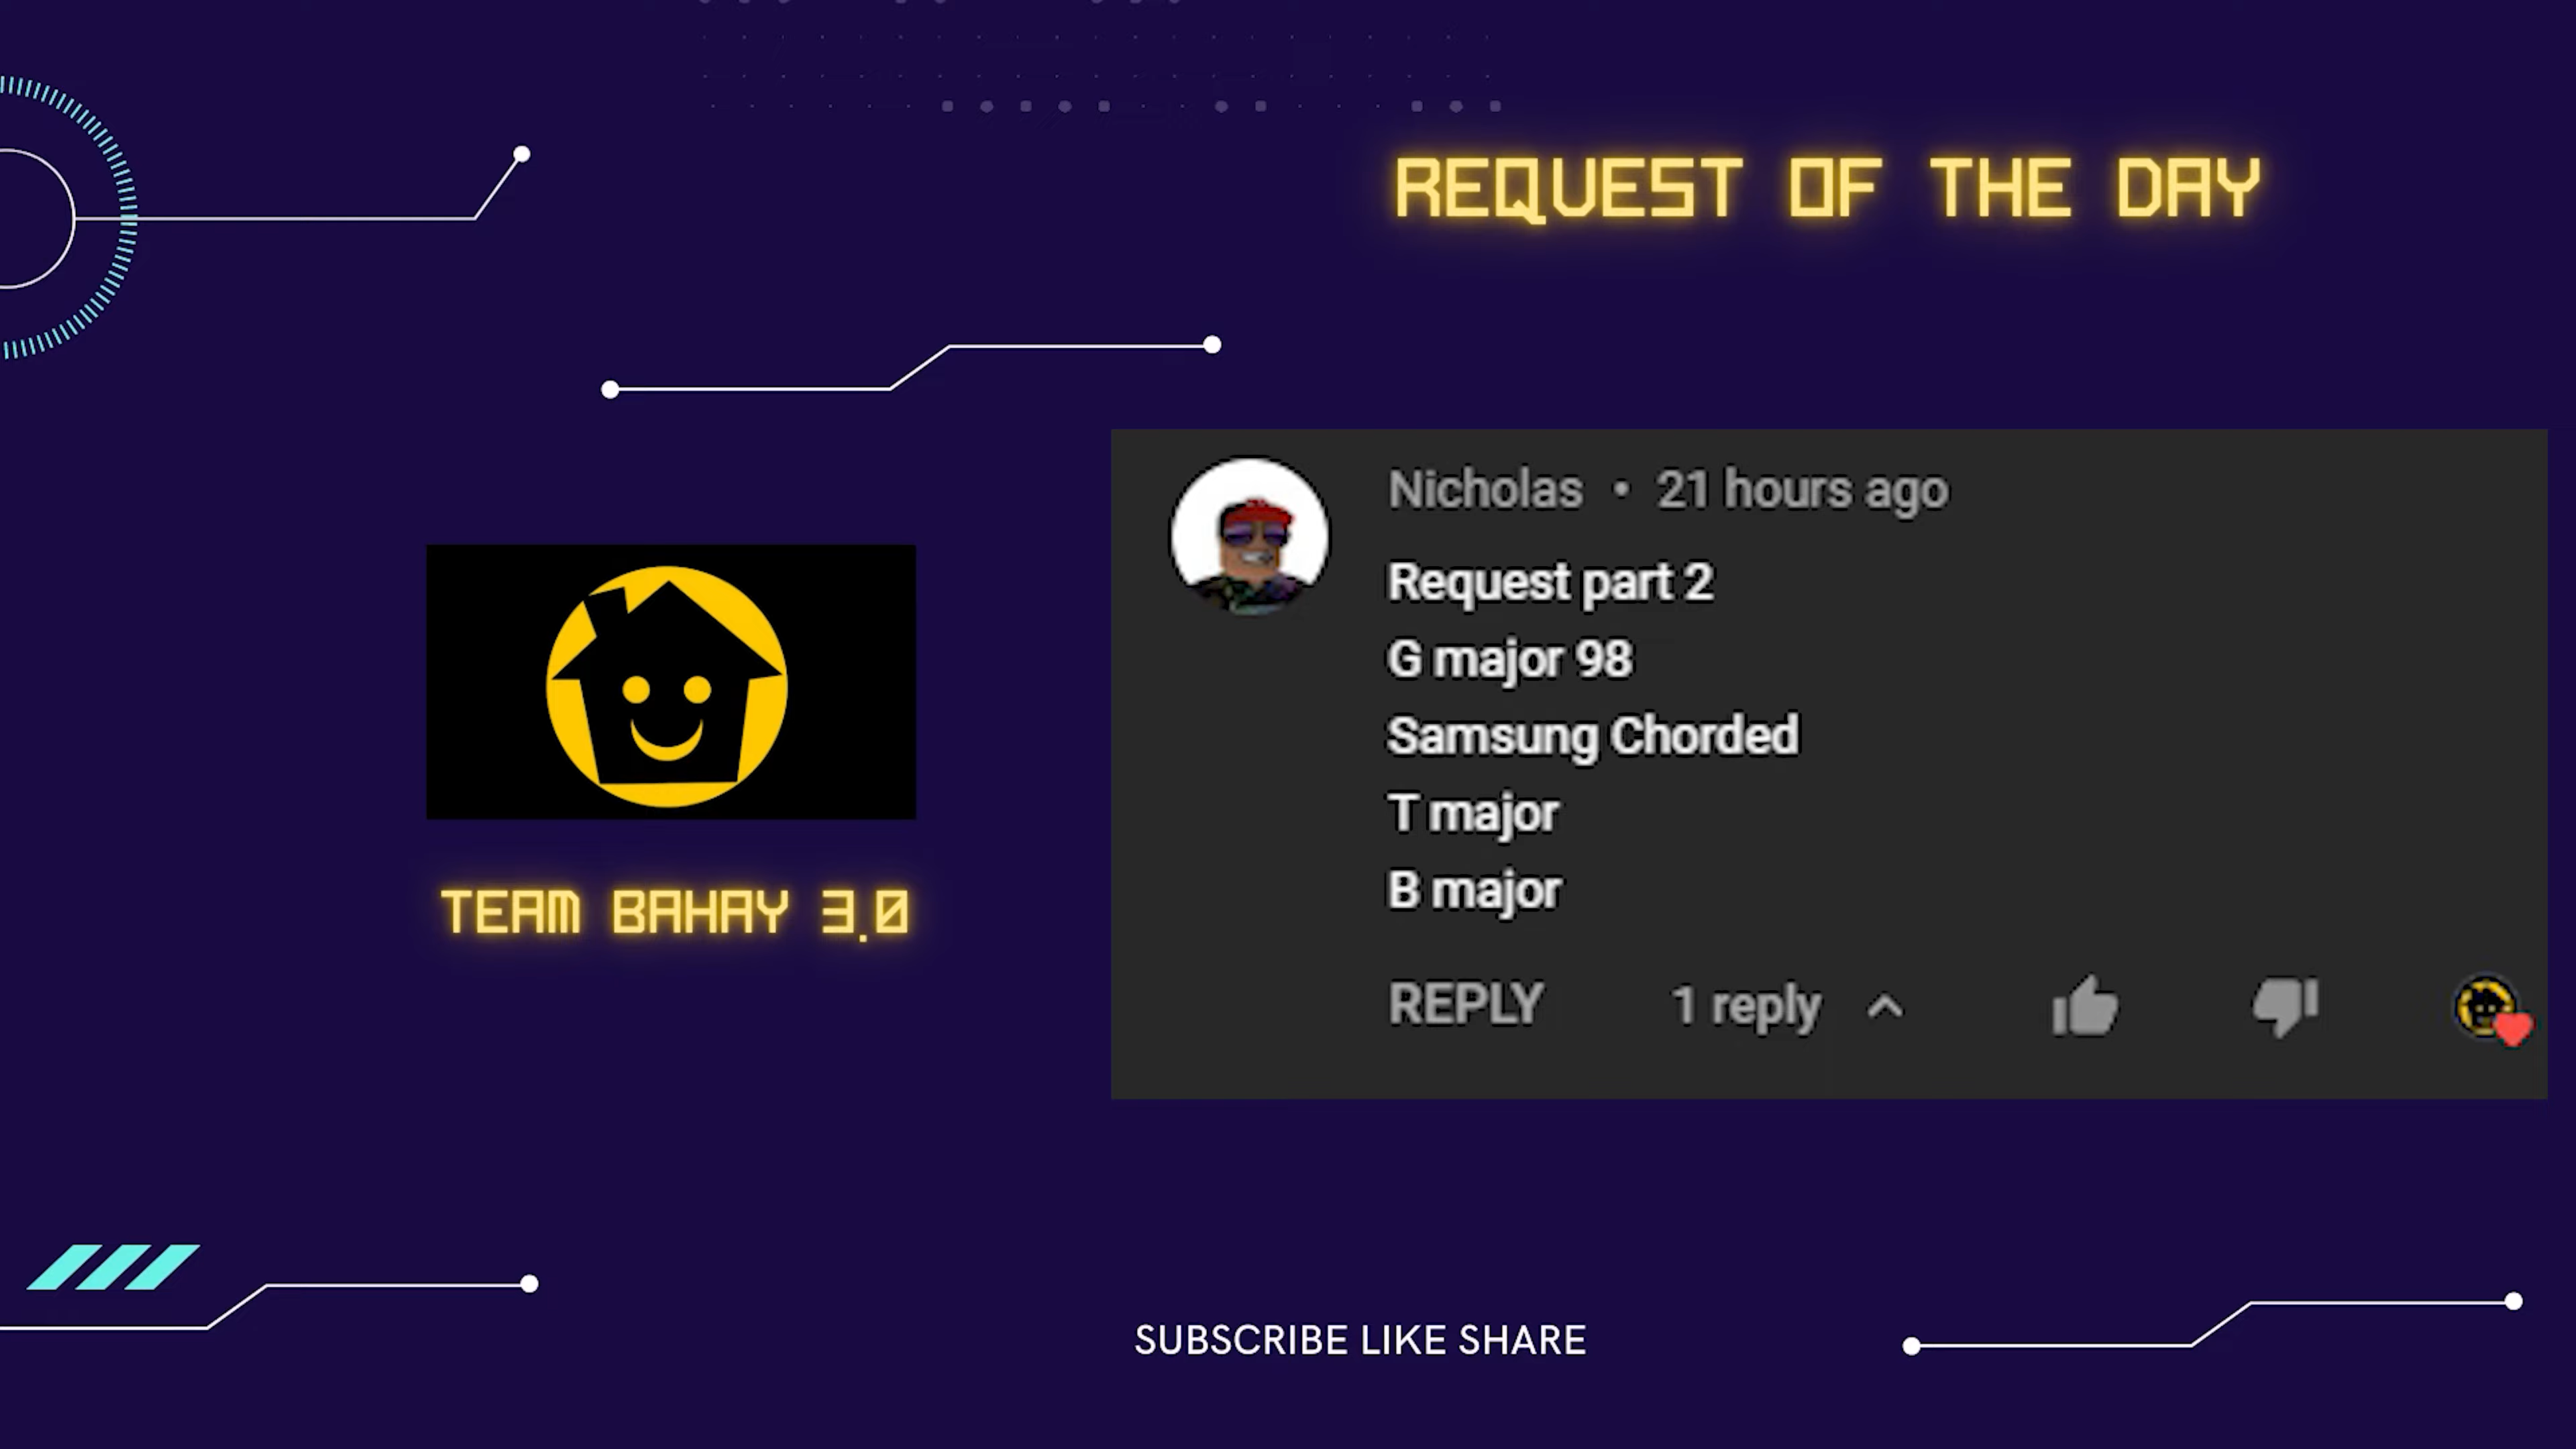 REQUEST OF THE DAY
Nicholas • 21 hours ago
Request part 2
G major 98
Samsung Chorded
T major
B major
REPLY 1 reply
TEAM BAHAY 3.0
SUBSCRIBE LIKE SHARE